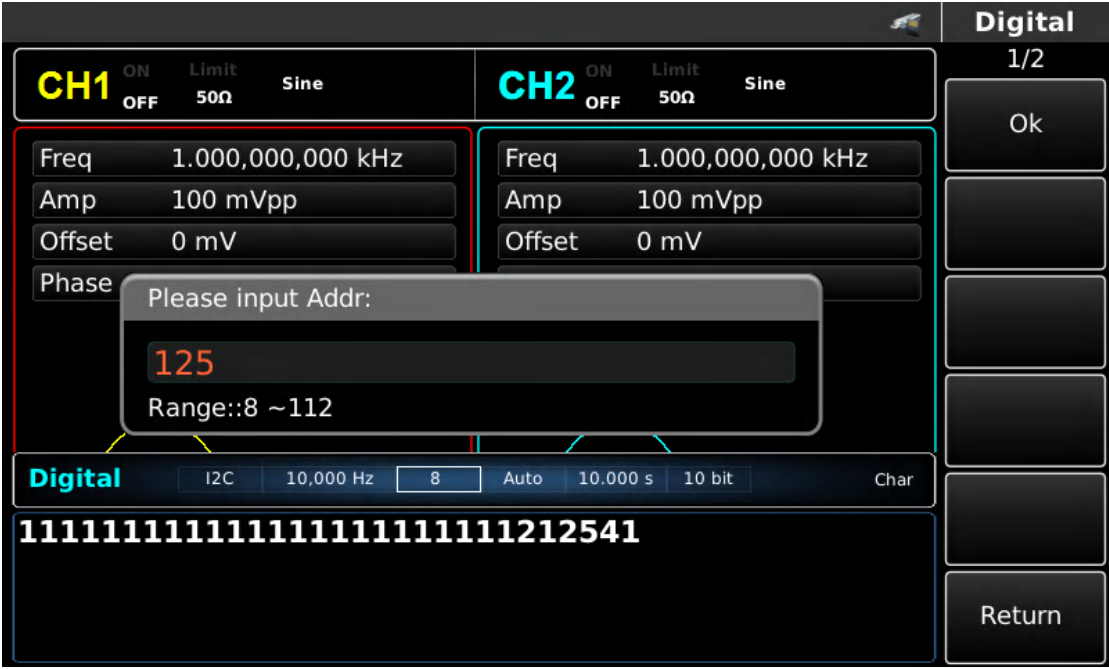 Digital
1/2
CH1 ON OFF Limit 50Ω Sine
CH2 ON OFF Limit 50Ω Sine
Ok
Freq 1.000,000,000 kHz
Amp 100 mVpp
Offset 0 mV
Phase
Freq 1.000,000,000 kHz
Amp 100 mVpp
Offset 0 mV
Please input Addr:
125
Range::8 ~112
Digital I2C 10,000 Hz 8 Auto 10.000 s 10 bit Char
1111111111111111111111111212541
Return